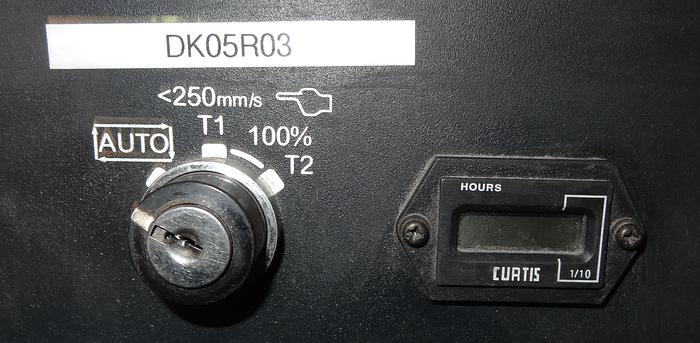 DK05R03
<250mm/s
T1
AUTO
100%
T2
HOURS
CURTIS
1/10